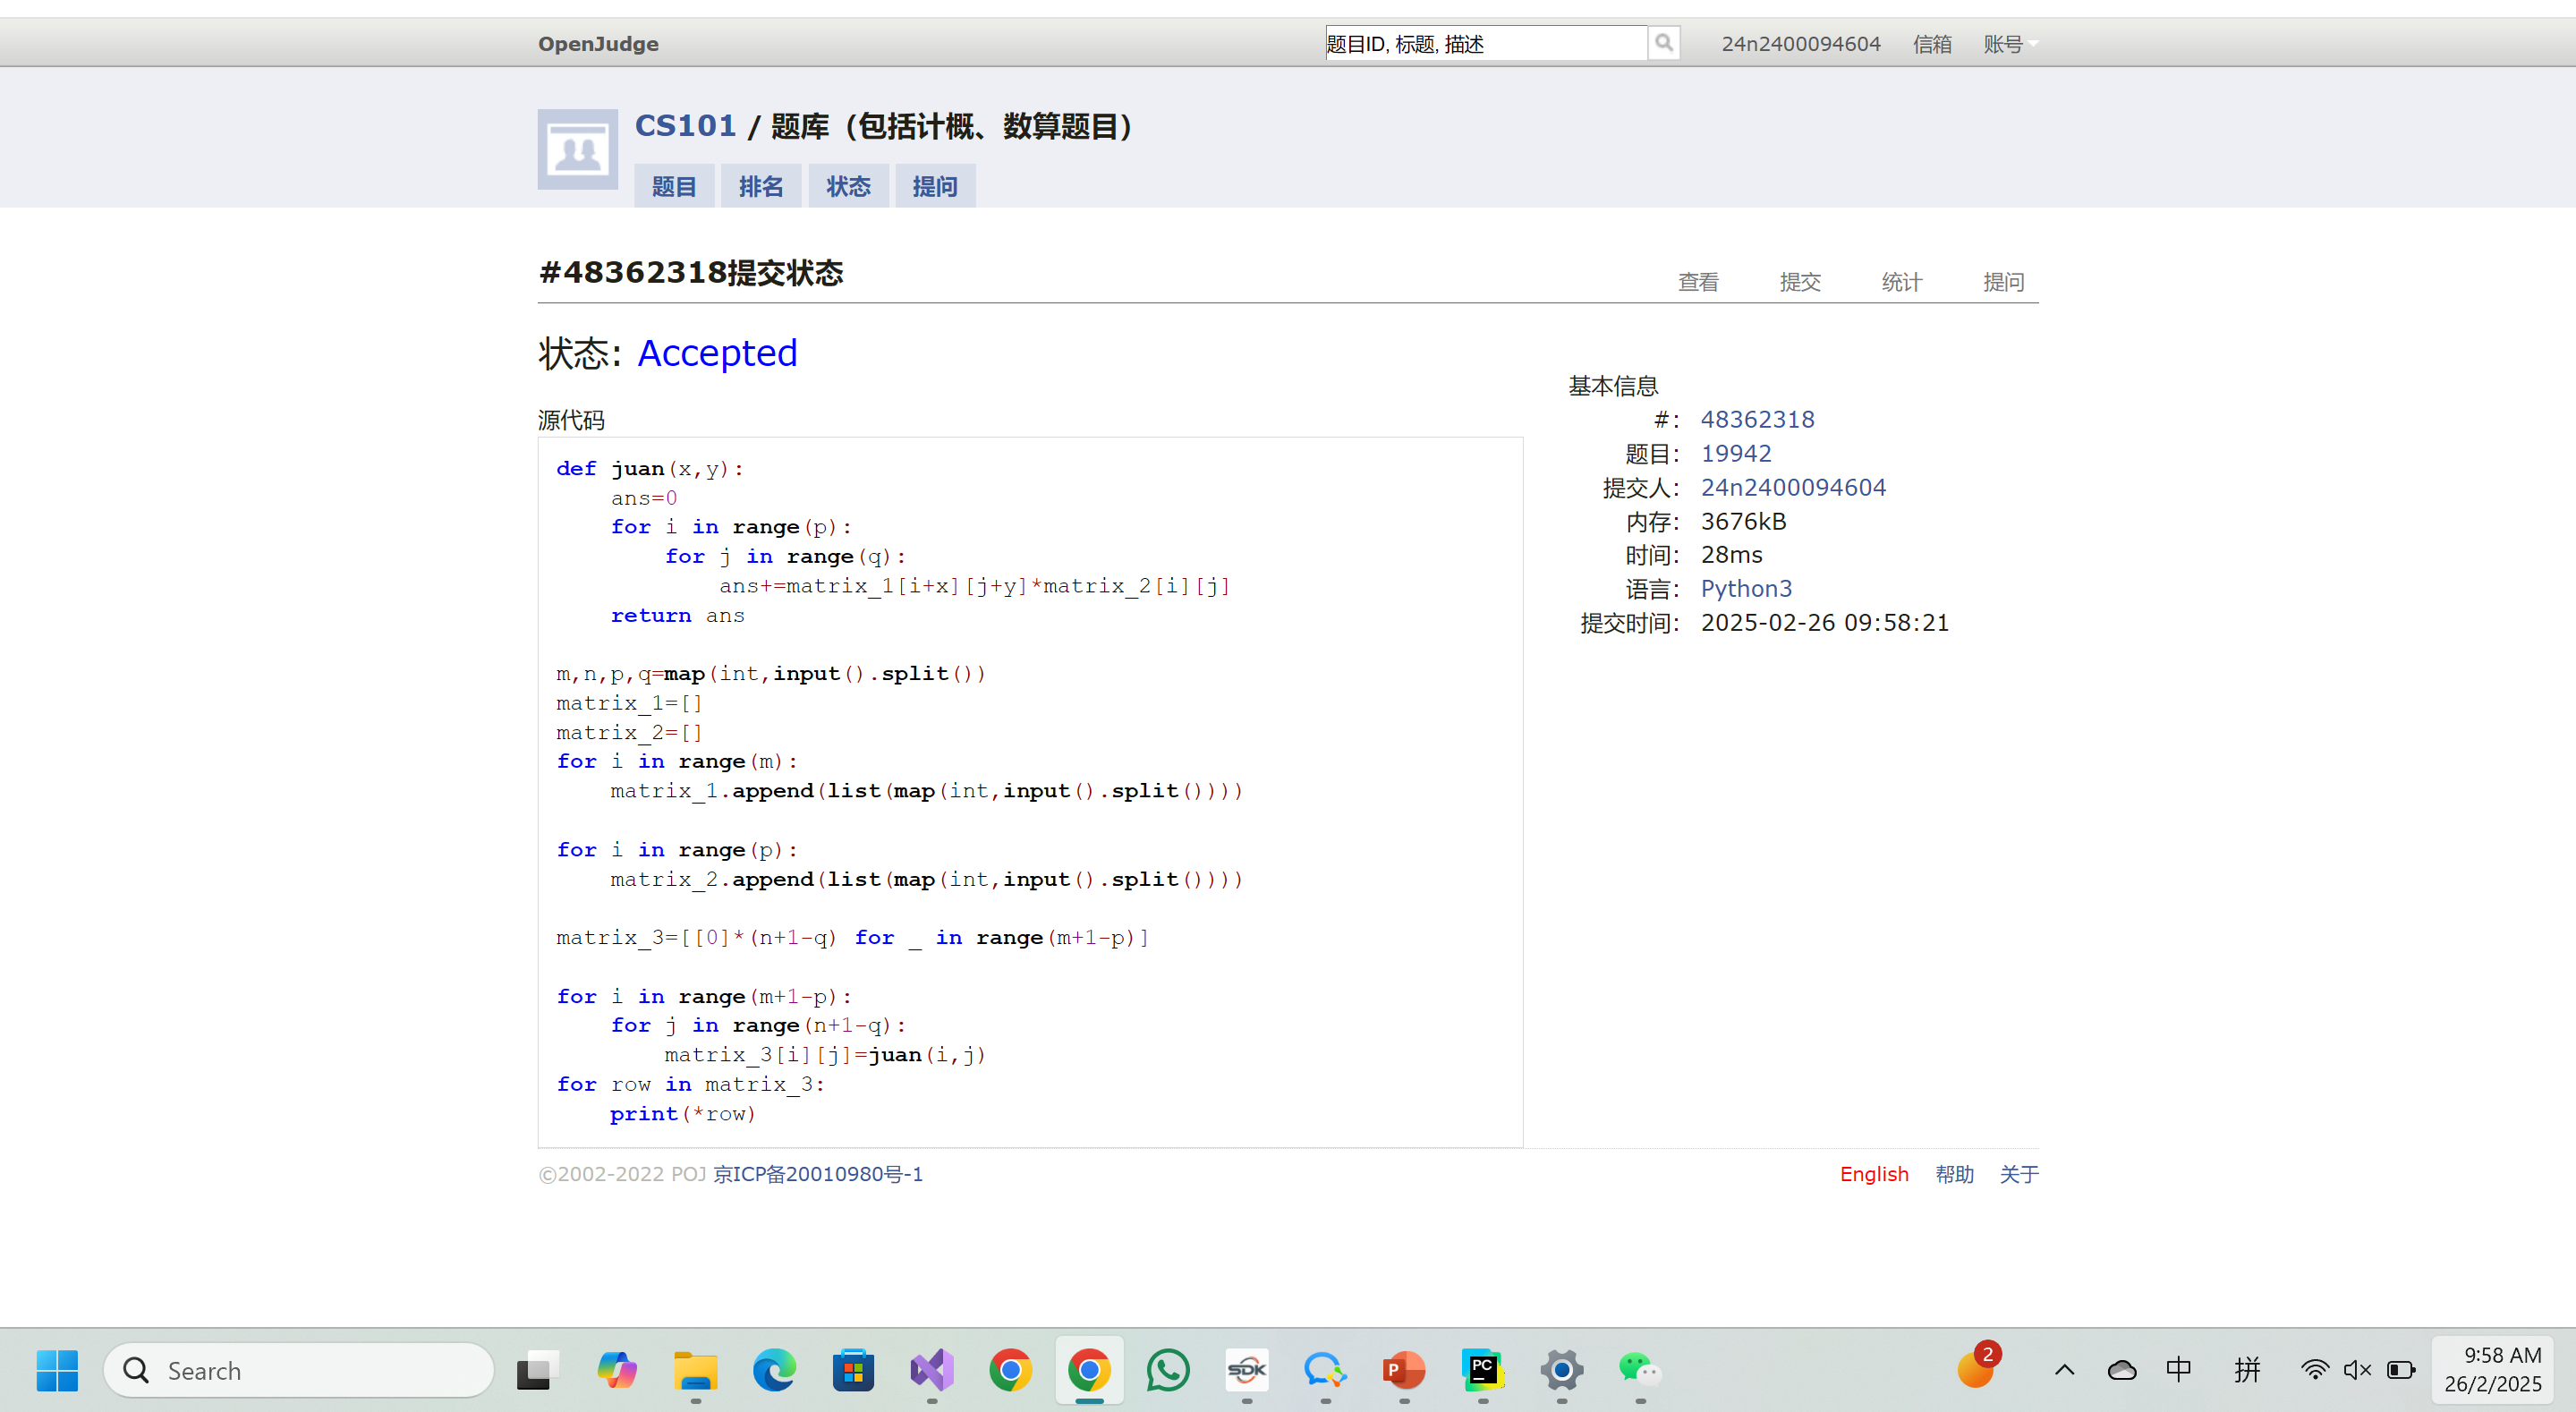 OpenJudge
题目ID, 标题, 描述
24n2400094604 信箱 账号
CS101 / 题库（包括计概、数算题目）
题目 排名 状态 提问
#48362318提交状态
查看 提交 统计 提问
状态: Accepted
源代码
def juan(x,y):
    ans=0
    for i in range(p):
        for j in range(q):
            ans+=matrix_1[i+x][j+y]*matrix_2[i][j]
    return ans
m,n,p,q=map(int,input().split())
matrix_1=[]
matrix_2=[]
for i in range(m):
    matrix_1.append(list(map(int,input().split())))
for i in range(p):
    matrix_2.append(list(map(int,input().split())))
matrix_3=[[0]*(n+1-q) for _ in range(m+1-p)]
for i in range(m+1-p):
    for j in range(n+1-q):
        matrix_3[i][j]=juan(i,j)
for row in matrix_3:
    print(*row)
基本信息
#: 48362318
题目: 19942
提交人: 24n2400094604
内存: 3676kB
时间: 28ms
语言: Python3
提交时间: 2025-02-26 09:58:21
©2002-2022 POJ 京ICP备20010980号-1
English 帮助 关于
Search
SDK
P
PC
2
中
拼
9:58 AM
26/2/2025